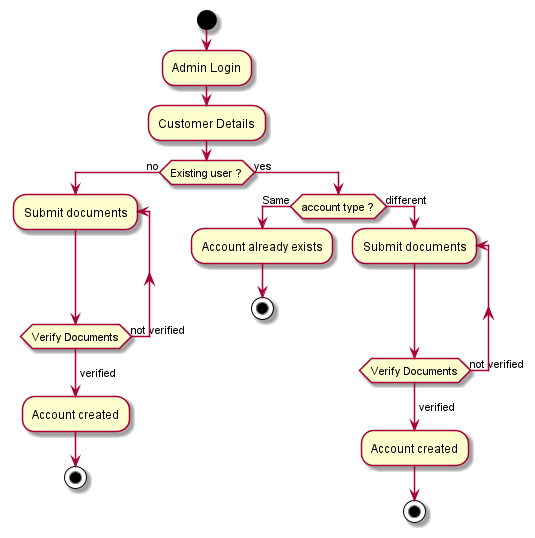 Admin Login
Customer Details
Existing user ?
no
yes
account type ?
Same
different
Submit documents
Account already exists
Submit documents
Verify Documents
not verified
Verify Documents
not verified
verified
verified
Account created
Account created